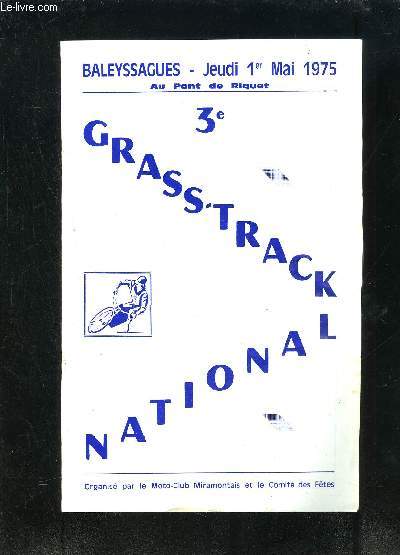 Le-livre.com
BALEYSSAGUES - Jeudi 1er Mai 1975
Au Pont de Riquet
3e
GRASS-TRACK
NATIONAL
Organisé par le Moto-Club Miramontais et le Comité des Fêtes